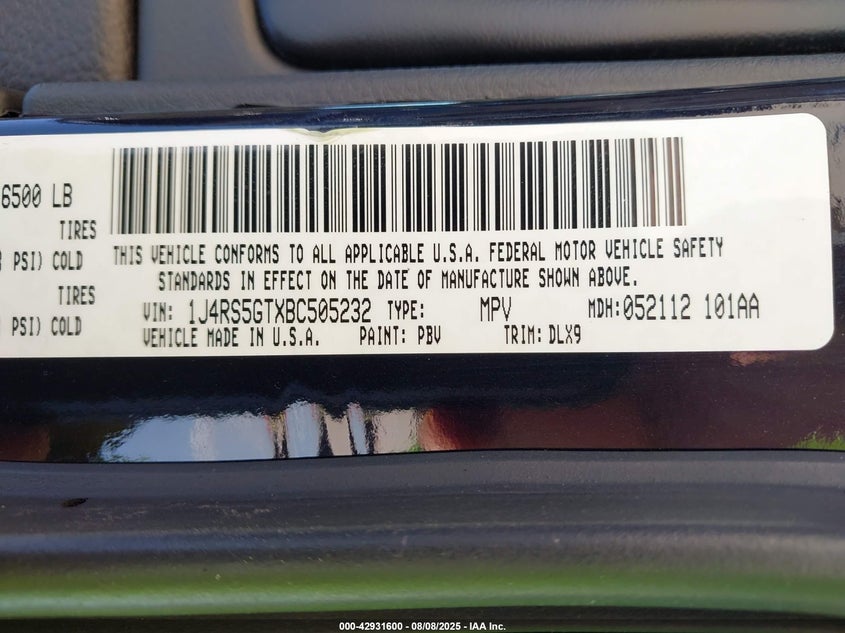 6500 LB
TIRES
PSI) COLD
TIRES
PSI) COLD
THIS VEHICLE CONFORMS TO ALL APPLICABLE U.S.A. FEDERAL MOTOR VEHICLE SAFETY
STANDARDS IN EFFECT ON THE DATE OF MANUFACTURE SHOWN ABOVE.
VIN: 1J4RS5GTXBC505232 TYPE: MPV MDH:052112 101AA
VEHICLE MADE IN U.S.A. PAINT: PBV TRIM: DLX9
000-42931600 - 08/08/2025 - IAA Inc.